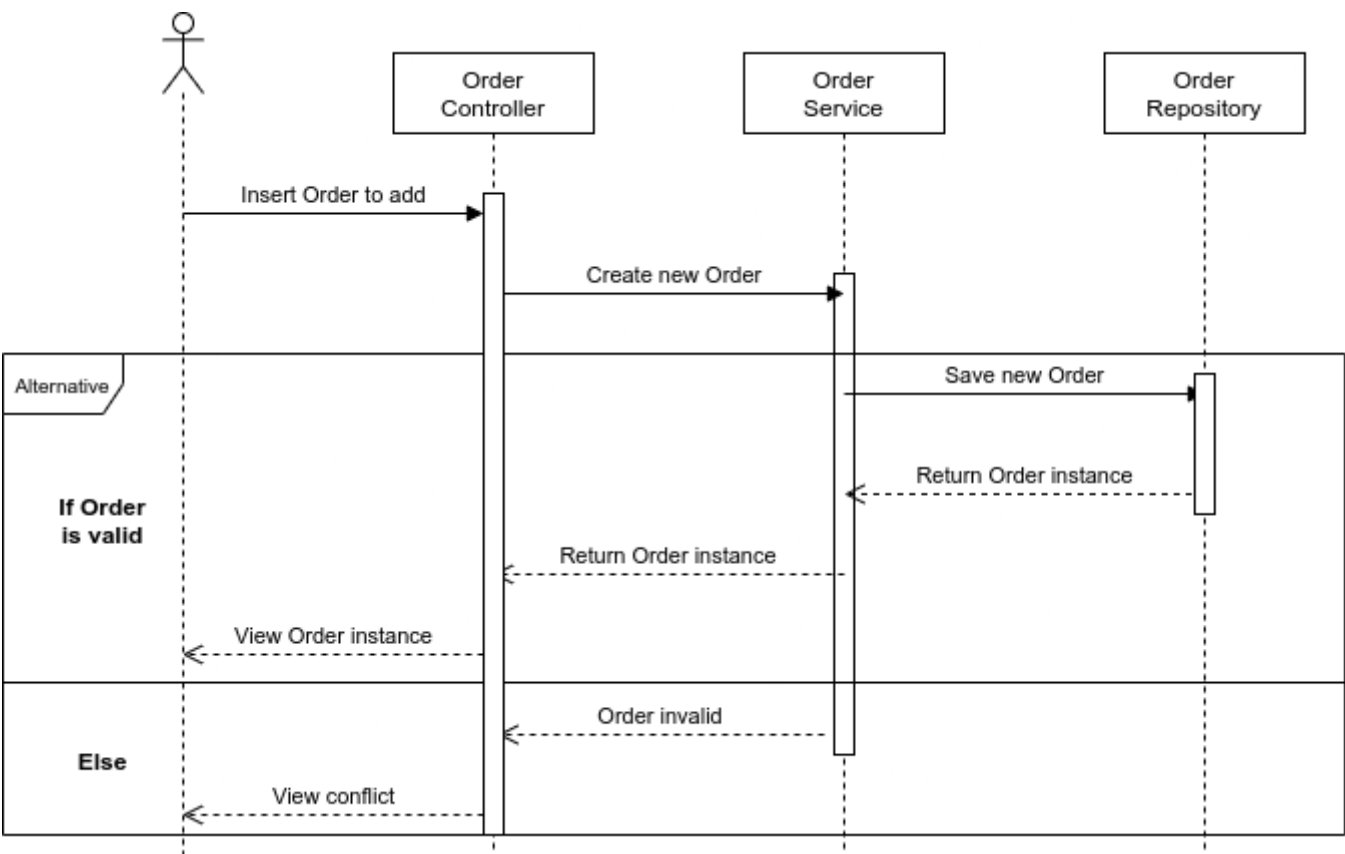 Order
Controller
Order
Service
Order
Repository
Insert Order to add
Create new Order
Alternative
Save new Order
Return Order instance
If Order
is valid
Return Order instance
View Order instance
Order invalid
Else
View conflict